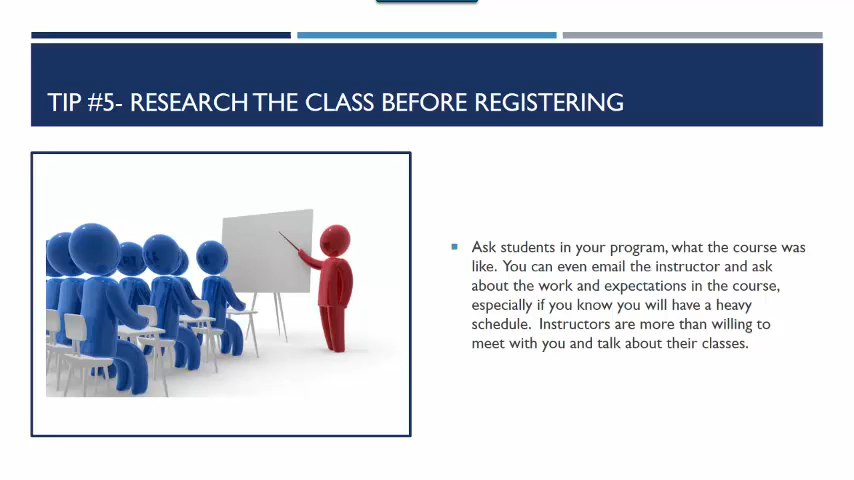 TIP #5- RESEARCH THE CLASS BEFORE REGISTERING
Ask students in your program, what the course was
like. You can even email the instructor and ask
about the work and expectations in the course,
especially if you know you will have a heavy
schedule. Instructors are more than willing to
meet with you and talk about their classes.